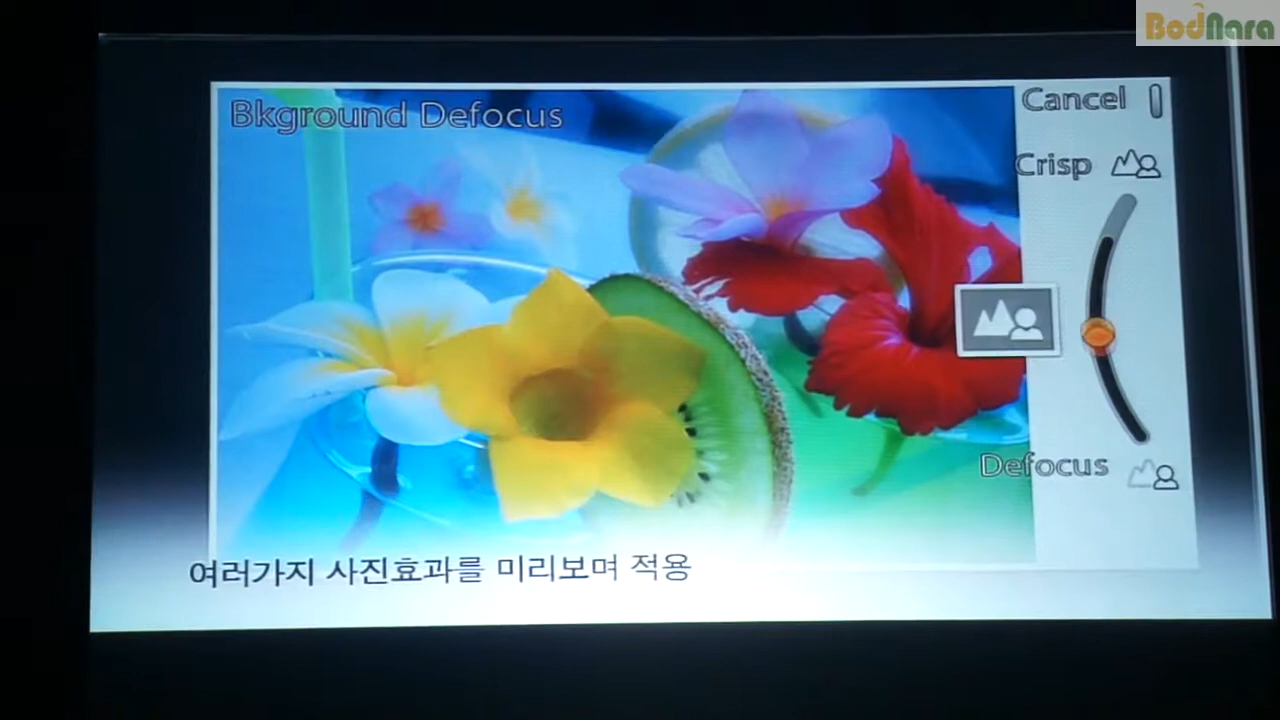 BodNara
Bkground Defocus
Cancel
Crisp
Defocus
여러가지 사진효과를 미리보며 적용